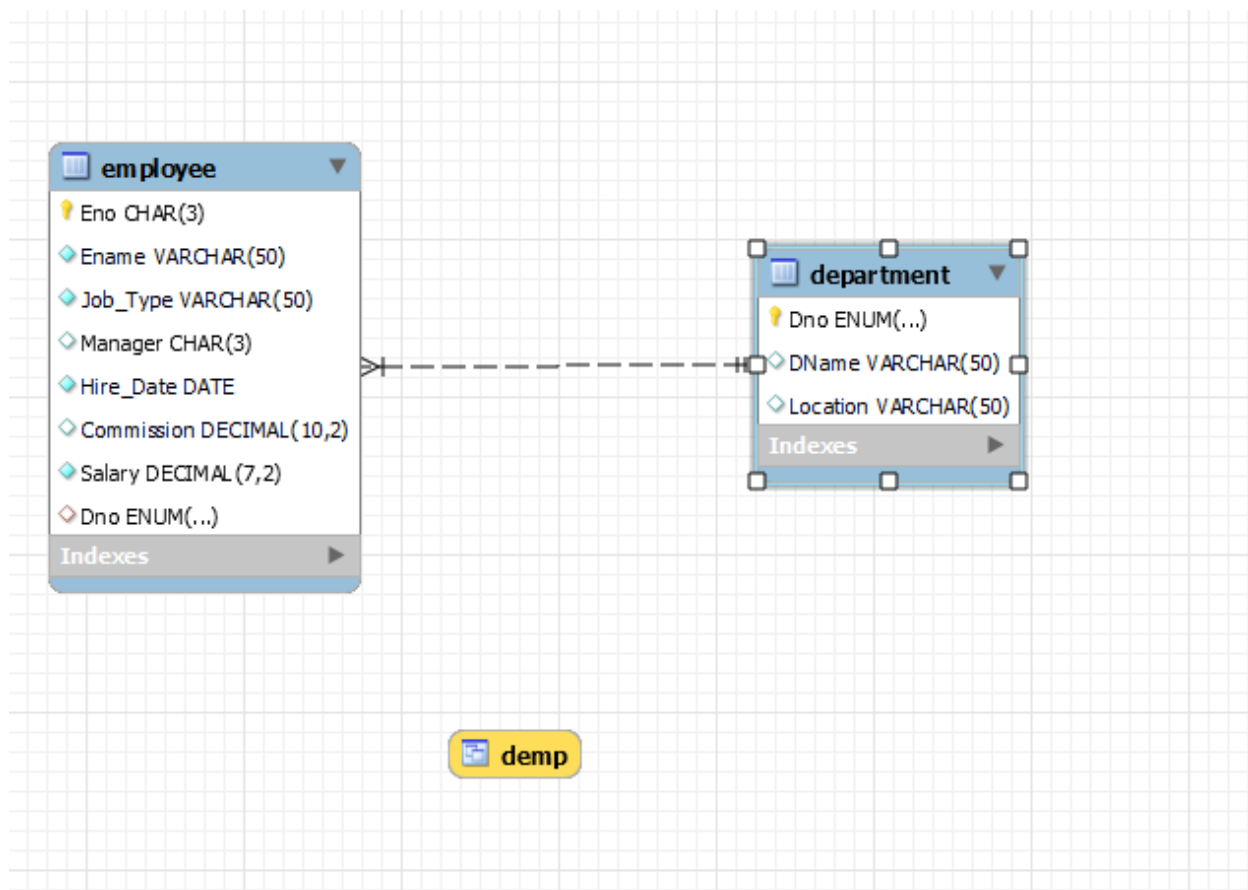 employee
Eno CHAR(3)
Ename VARCHAR(50)
Job_Type VARCHAR(50)
Manager CHAR(3)
Hire_Date DATE
Commission DECIMAL(10,2)
Salary DECIMAL(7,2)
Dno ENUM(...)
Indexes
department
Dno ENUM(...)
DName VARCHAR(50)
Location VARCHAR(50)
Indexes
demp